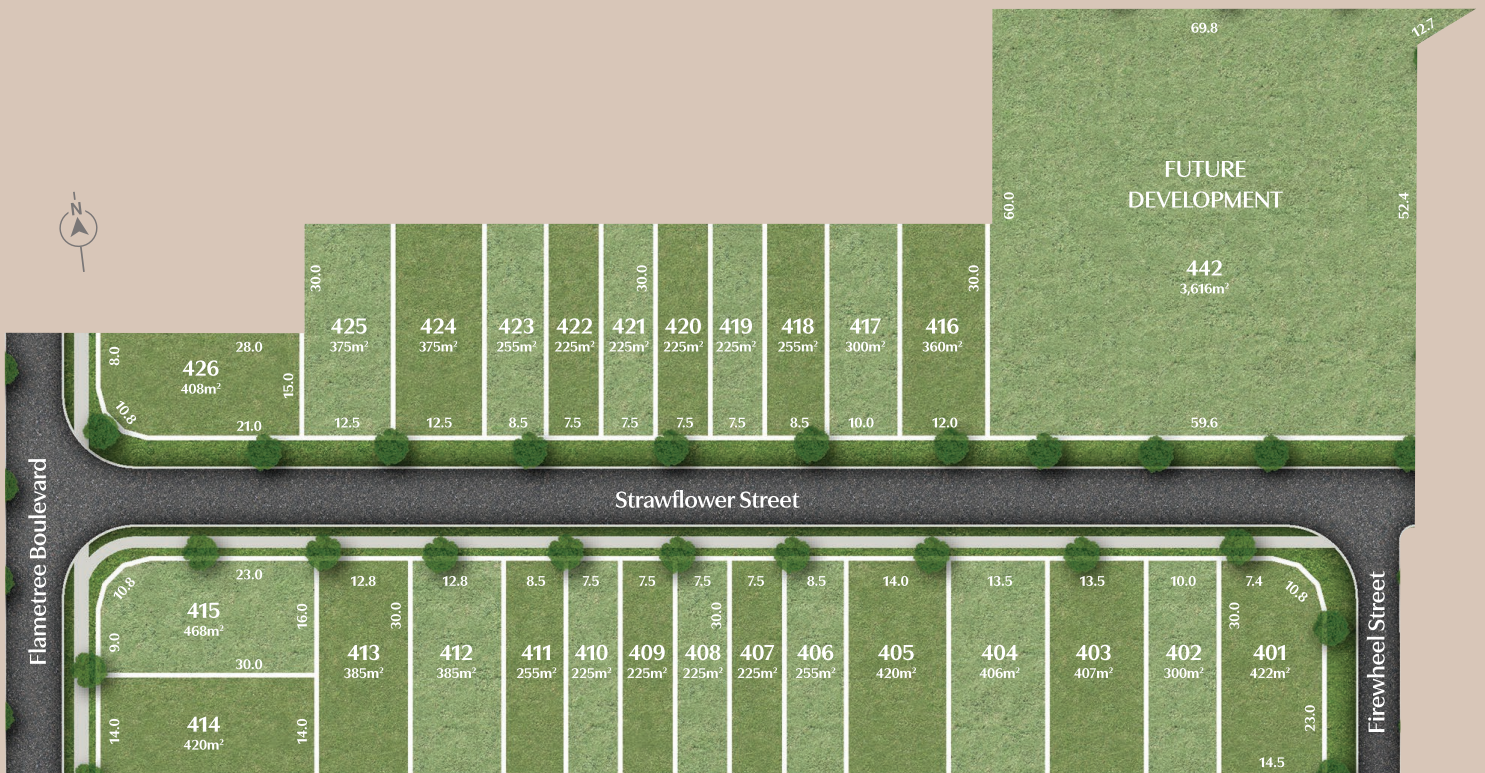 69.8
12.7
FUTURE
DEVELOPMENT
60.0
52.4
442
3,616m²
59.6
N
30.0
30.0
30.0
425
375m²
424
375m²
423
255m²
422
225m²
421
225m²
420
225m²
419
225m²
418
255m²
417
300m²
416
360m²
8.0
28.0
426
408m²
15.0
10.8
21.0
12.5
12.5
8.5
7.5
7.5
7.5
7.5
8.5
10.0
12.0
Strawflower Street
Flametree Boulevard
10.8
23.0
415
468m²
16.0
9.0
30.0
414
420m²
14.0
14.0
12.8
12.8
8.5
7.5
7.5
7.5
7.5
8.5
14.0
13.5
13.5
10.0
7.4
10.8
30.0
30.0
30.0
413
385m²
412
385m²
411
255m²
410
225m²
409
225m²
408
225m²
407
225m²
406
255m²
405
420m²
404
406m²
403
407m²
402
300m²
401
422m²
23.0
14.5
Firewheel Street